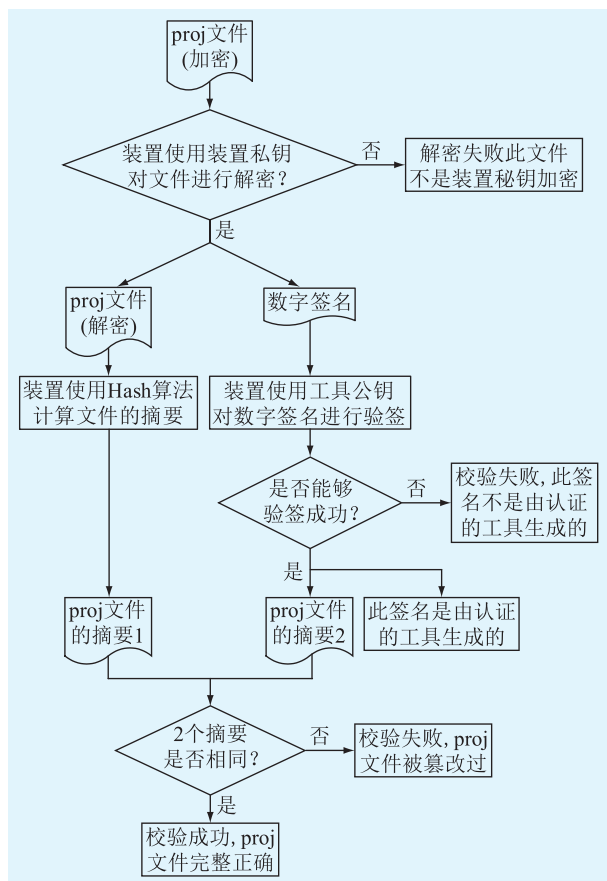 proj文件
(加密)
装置使用装置私钥
对文件进行解密?
否
解密失败此文件
不是装置秘钥加密
是
proj文件
(解密)
数字签名
装置使用Hash算法
计算文件的摘要
装置使用工具公钥
对数字签名进行验签
是否能够
验签成功?
否
校验失败,此签
名不是由认证
的工具生成的
是
proj文件
的摘要1
proj文件
的摘要2
此签名是由认证
的工具生成的
2个摘要
是否相同?
否
校验失败,proj
文件被篡改过
是
校验成功,proj
文件完整正确